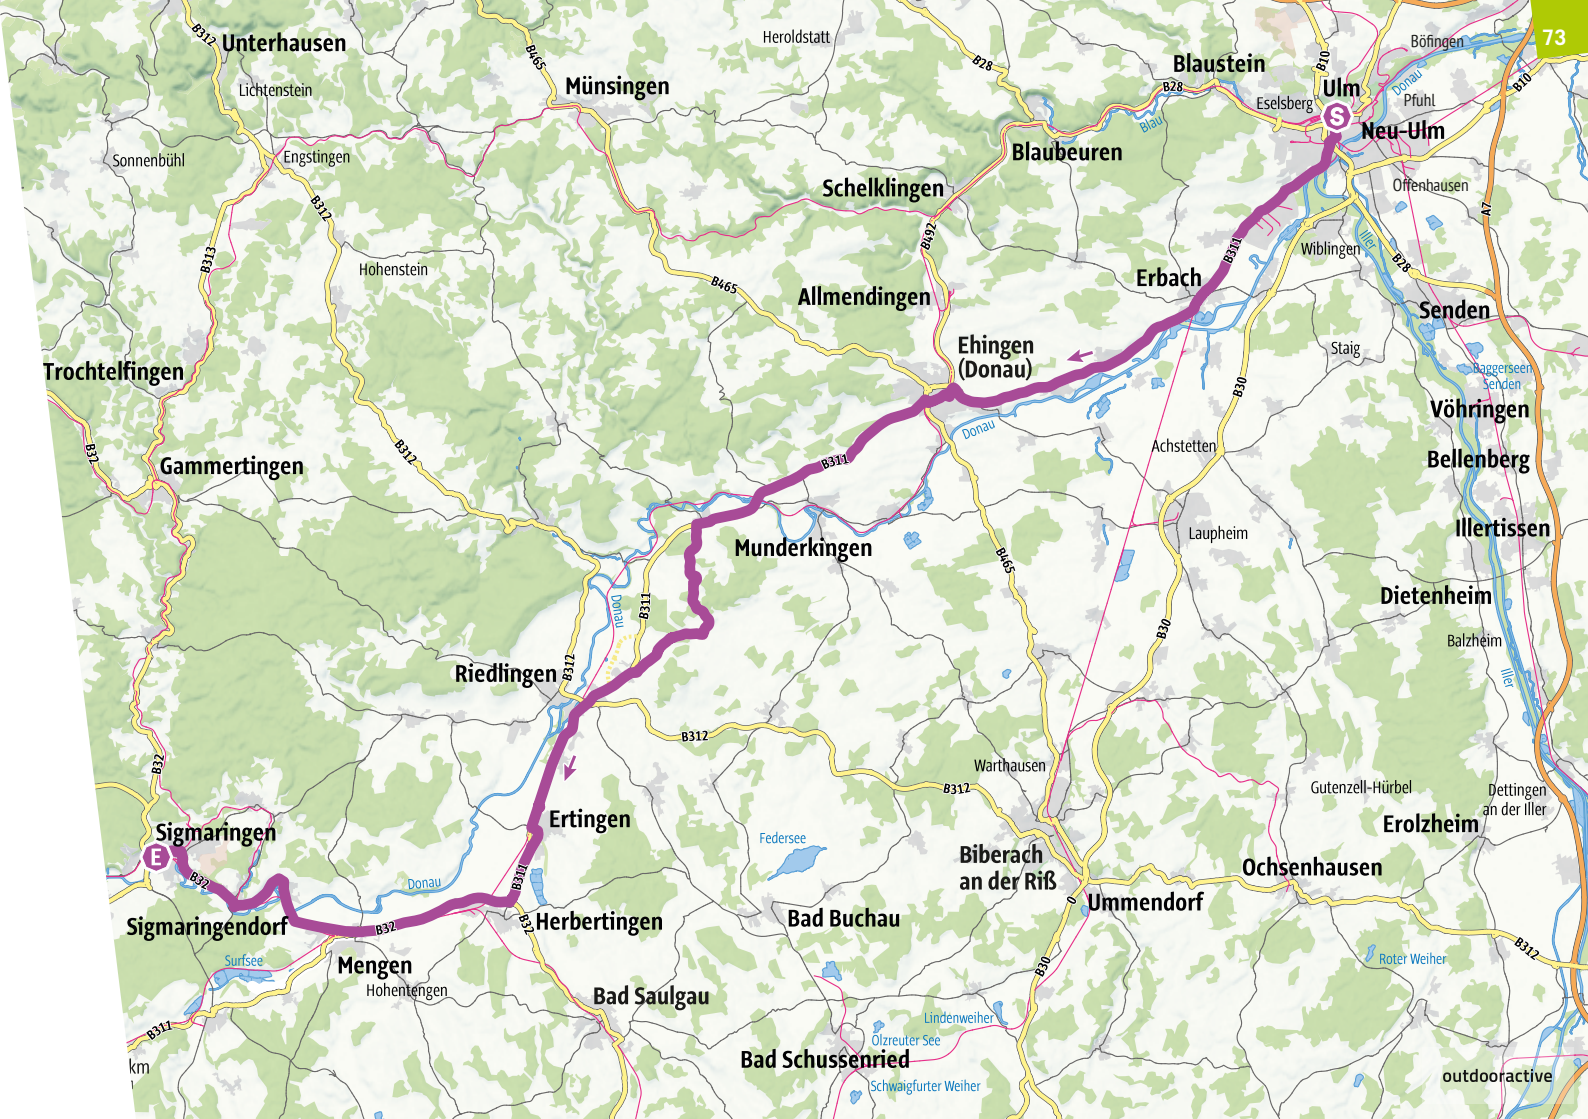 B312
Unterhausen
Lichtenstein
B465
Münsingen
Heroldstatt
B28
Blaustein
B28
B10
Ulm
Eselsberg
S
Böfingen
73
Donau
Pfuhl
B10
Neu-Ulm
Blau
Blaubeuren
Sonnenbühl
Engstingen
Schelklingen
Offenhausen
B312
B492
A7
B313
B311
Iller
Wiblingen
B28
Hohenstein
B465
Allmendingen
Erbach
Senden
Ehingen
(Donau)
Staig
Trochtelfingen
Baggerseen
Senden
B30
Vöhringen
B32
B312
Donau
Achstetten
Gammertingen
B311
Bellenberg
Illertissen
Munderkingen
B465
Laupheim
Donau
B311
Dietenheim
B30
Balzheim
Riedlingen
B312
Iller
B312
B32
Warthausen
B312
Gutenzell-Hürbel
Dettingen
an der Iller
Sigmaringen
E
Ertingen
Federsee
Erolzheim
Biberach
an der Riß
Ochsenhausen
B32
Donau
B311
Sigmaringendorf
B32
B32
Herbertingen
Bad Buchau
0
Ummendorf
B312
Surfsee
Mengen
Hohentengen
Roter Weiher
B30
Bad Saulgau
B311
Lindenweiher
Olzreuter See
Bad Schussenried
km
Schwaigfurter Weiher
outdooractive